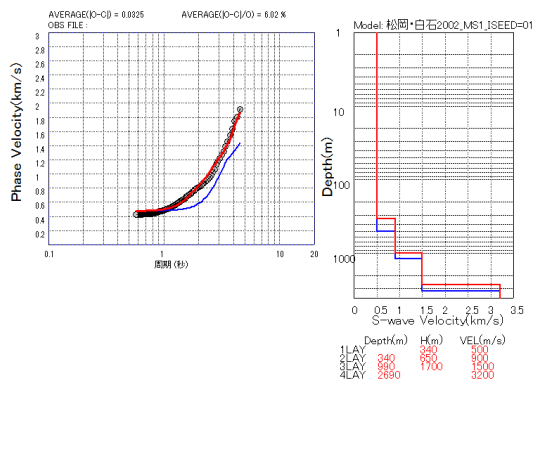 AVERAGE(|O-C|) = 0.0325 AVERAGE(|O-C|/O) = 6.02 %
OBS FILE :
Phase Velocity(km/s)
3
2.8
2.6
2.4
2.2
2
1.8
1.6
1.4
1.2
1
0.8
0.6
0.4
0.2
0.1 1 10 20
周期(秒)
Model: 松岡・白石2002_MS1_ISEED=01
Depth(m)
1
10
100
1000
0 0.5 1 1.5 2 2.5 3 3.5
S-wave Velocity(km/s)
Depth(m) H(m) VEL(m/s)
1LAY 340 500
2LAY 340 650 900
3LAY 990 1700 1500
4LAY 2690 3200